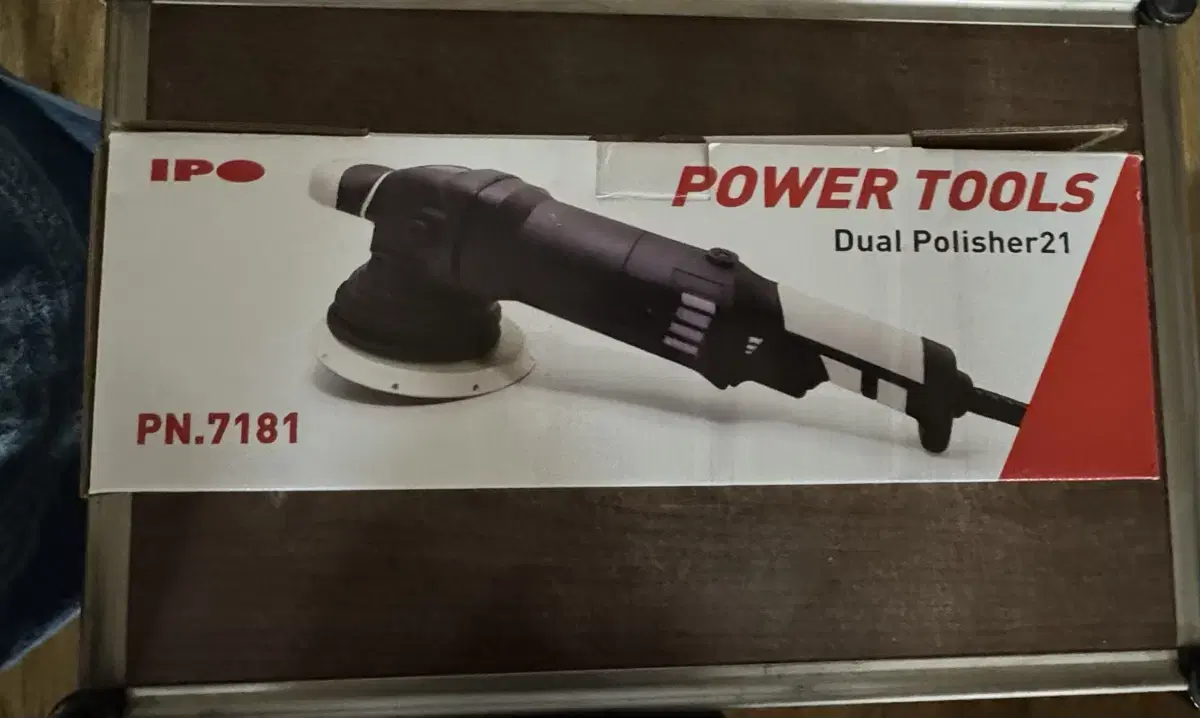 IPO
POWER TOOLS
Dual Polisher21
PN.7181